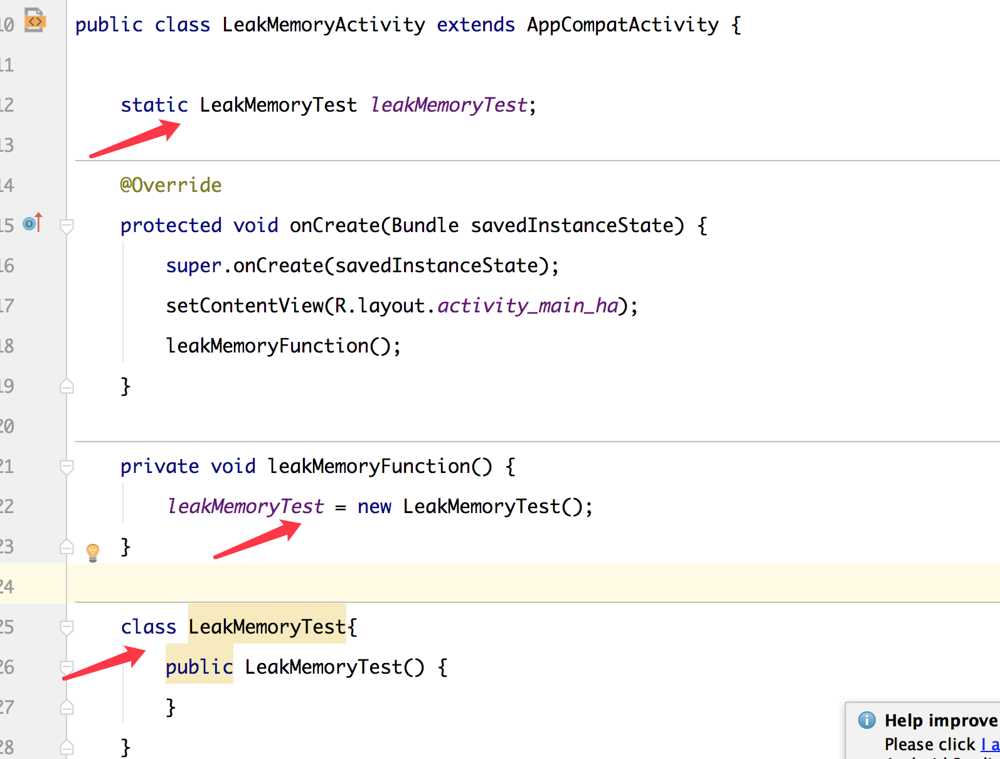 10 public class LeakMemoryActivity extends AppCompatActivity {
11
12 static LeakMemoryTest leakMemoryTest;
13
14 @Override
15 protected void onCreate(Bundle savedInstanceState) {
16 super.onCreate(savedInstanceState);
17 setContentView(R.layout.activity_main_ha);
18 leakMemoryFunction();
19 }
20
21 private void leakMemoryFunction() {
22 leakMemoryTest = new LeakMemoryTest();
23 }
24
25 class LeakMemoryTest{
26 public LeakMemoryTest() {
27 }
28 }
Help improve
Please click I a